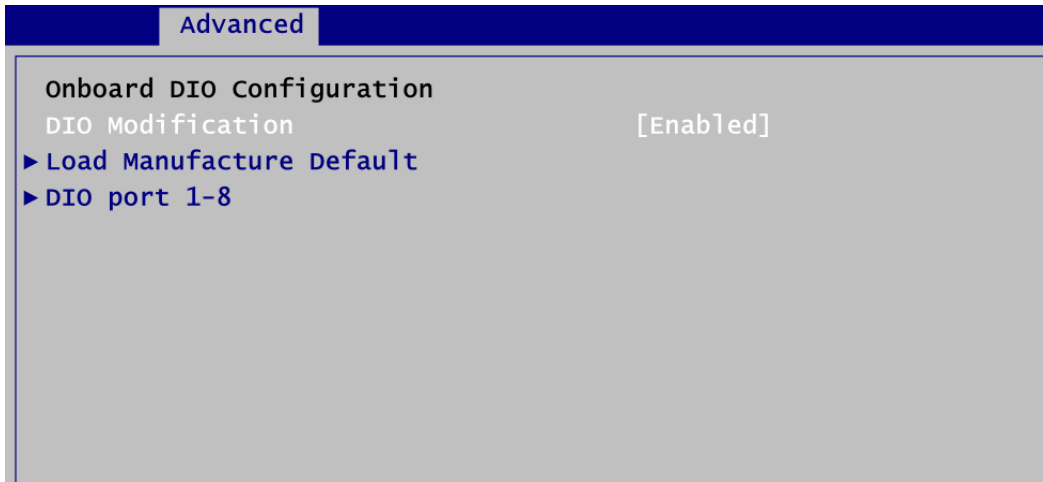 Advanced
Onboard DIO Configuration
DIO Modification [Enabled]
►Load Manufacture Default
►DIO port 1-8